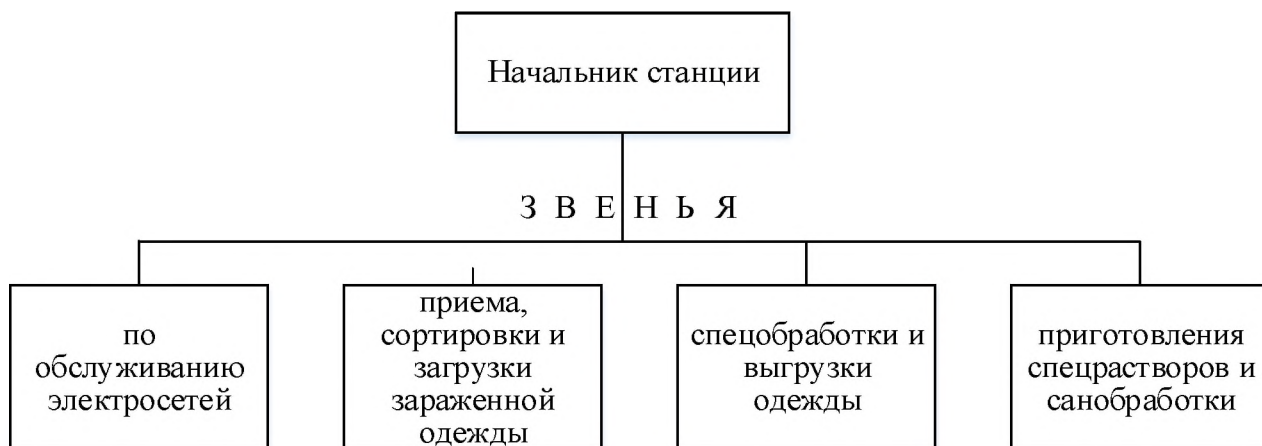 Начальник станции
З В Е Н Ь Я
по
обслуживанию
электросетей
приема,
сортировки и
загрузки
зараженной
одежды
спецобработки и
выгрузки
одежды
приготовления
спецрастворов и
санобработки